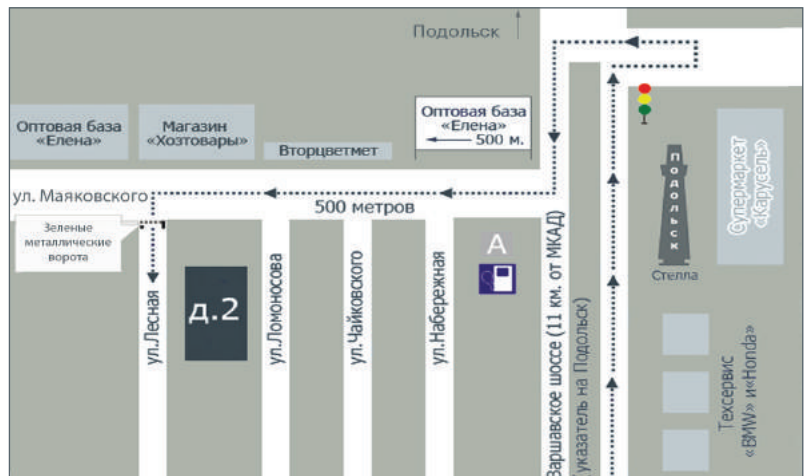 Подольск
Оптовая база
«Елена»
Магазин
«Хозтовары»
Вторцветмет
Оптовая база
«Елена»
500 м.
Подольск
Супермаркет
«Карусель»
ул. Маяковского
500 метров
Зеленые
металлические
ворота
Стелла
А
д.2
ул.Лесная
ул.Ломоносова
ул.Чайковского
ул.Набережная
Варшавское шоссе (11 км. от МКАД)
(указатель на Подольск)
Техсервис
«BMW» и «Honda»